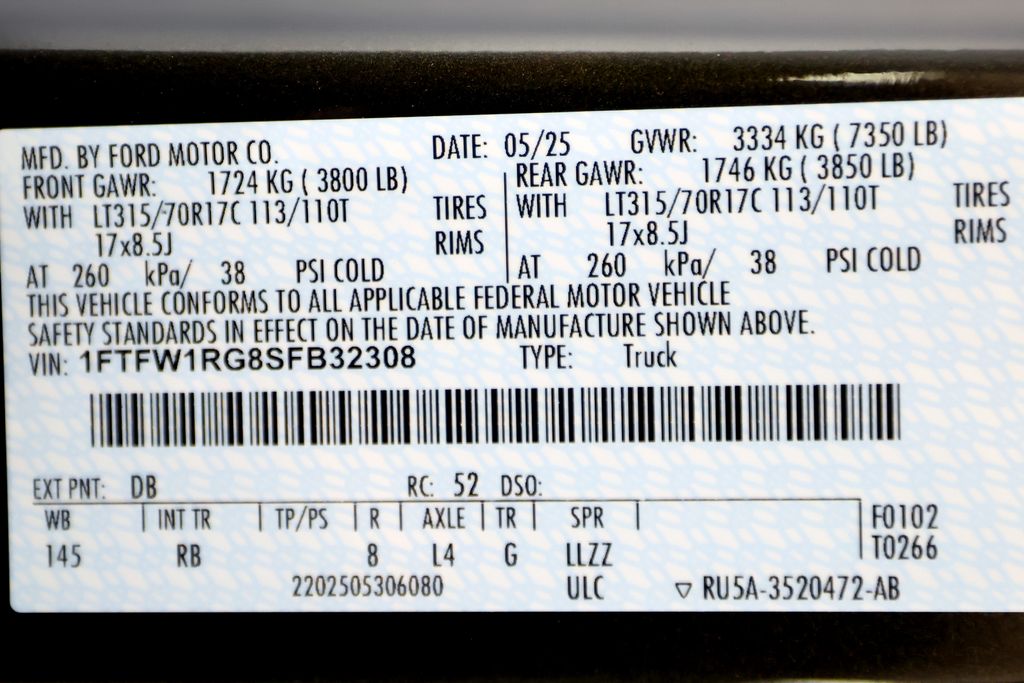 MFD. BY FORD MOTOR CO. DATE: 05/25 GVWR: 3334 KG ( 7350 LB)
FRONT GAWR: 1724 KG ( 3800 LB) REAR GAWR: 1746 KG ( 3850 LB)
WITH LT315/70R17C 113/110T TIRES WITH LT315/70R17C 113/110T TIRES
17x8.5J RIMS 17x8.5J RIMS
AT 260 kPa/ 38 PSI COLD AT 260 kPa/ 38 PSI COLD
THIS VEHICLE CONFORMS TO ALL APPLICABLE FEDERAL MOTOR VEHICLE
SAFETY STANDARDS IN EFFECT ON THE DATE OF MANUFACTURE SHOWN ABOVE.
VIN: 1FTFW1RG8SFB32308 TYPE: Truck
EXT PNT: DB RC: 52 DSO:
WB INT TR TP/PS R AXLE TR SPR F0102
145 RB 8 L4 G LLZZ T0266
2202505306080 ULC ▽ RU5A-3520472-AB